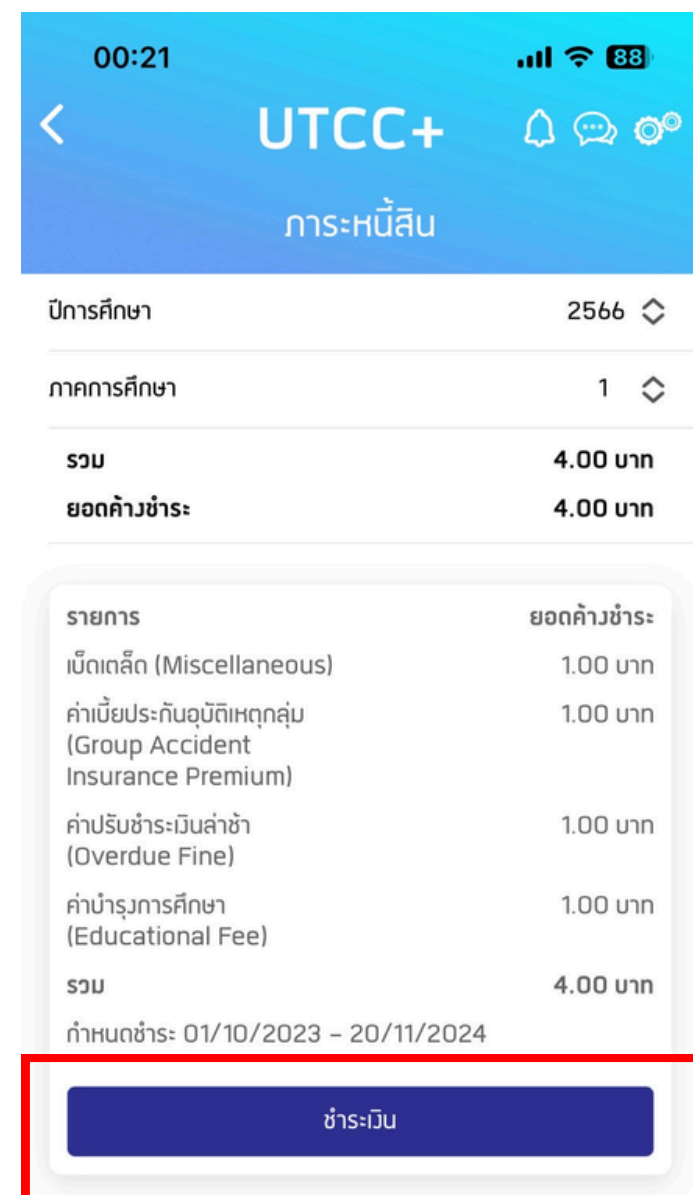 00:21 88
UTCC+
ภาระหนี้สิน
ปีการศึกษา 2566
ภาคการศึกษา 1
รวม 4.00 บาท
ยอดค้างชำระ 4.00 บาท
รายการ ยอดค้างชำระ
เบ็ดเตล็ด (Miscellaneous) 1.00 บาท
ค่าเบี้ยประกันอุบัติเหตุกลุ่ม 1.00 บาท
(Group Accident
Insurance Premium)
ค่าปรับชำระเงินล่าช้า 1.00 บาท
(Overdue Fine)
ค่าบำรุงการศึกษา 1.00 บาท
(Educational Fee)
รวม 4.00 บาท
กำหนดชำระ 01/10/2023 – 20/11/2024
ชำระเงิน